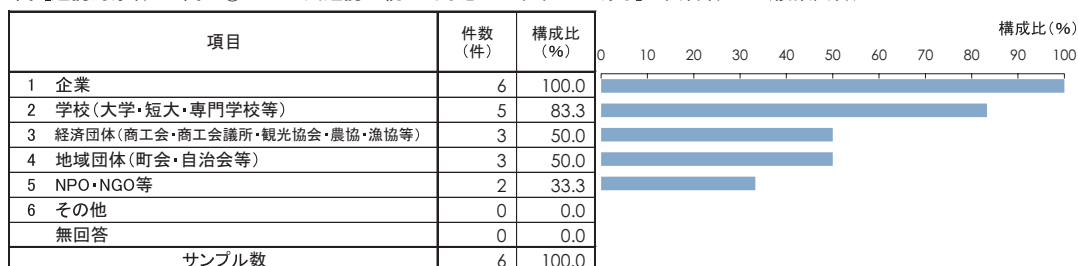 項目 件数（件） 構成比（%）
構成比（%）
0 10 20 30 40 50 60 70 80 90 100
1 企業 6 100.0
2 学校（大学・短大・専門学校等） 5 83.3
3 経済団体（商工会・商工会議所・観光協会・農協・漁協等） 3 50.0
4 地域団体（町会・自治会等） 3 50.0
5 NPO・NGO等 2 33.3
6 その他 0 0.0
無回答 0 0.0
サンプル数 6 100.0